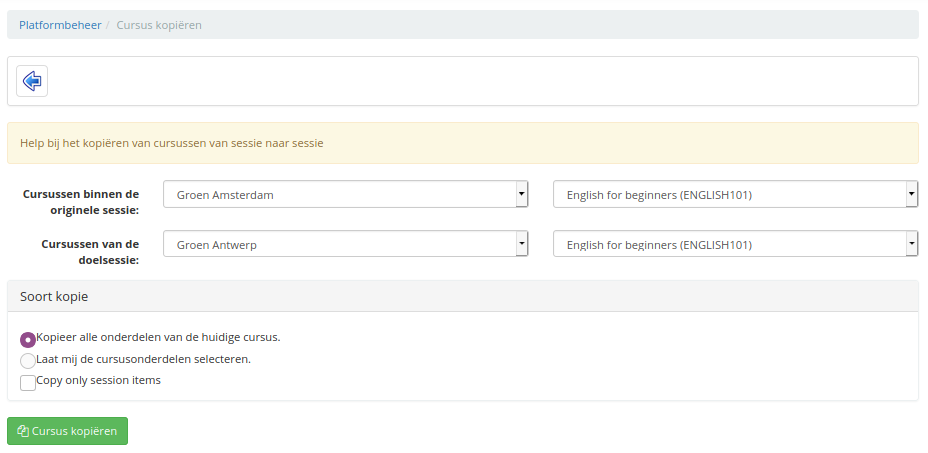 Platformbeheer / Cursus kopiëren
Help bij het kopiëren van cursussen van sessie naar sessie
Cursussen binnen de originele sessie:
Groen Amsterdam
English for beginners (ENGLISH101)
Cursussen van de doelsessie:
Groen Antwerp
English for beginners (ENGLISH101)
Soort kopie
Kopieer alle onderdelen van de huidige cursus.
Laat mij de cursusonderdelen selecteren.
Copy only session items
Cursus kopiëren